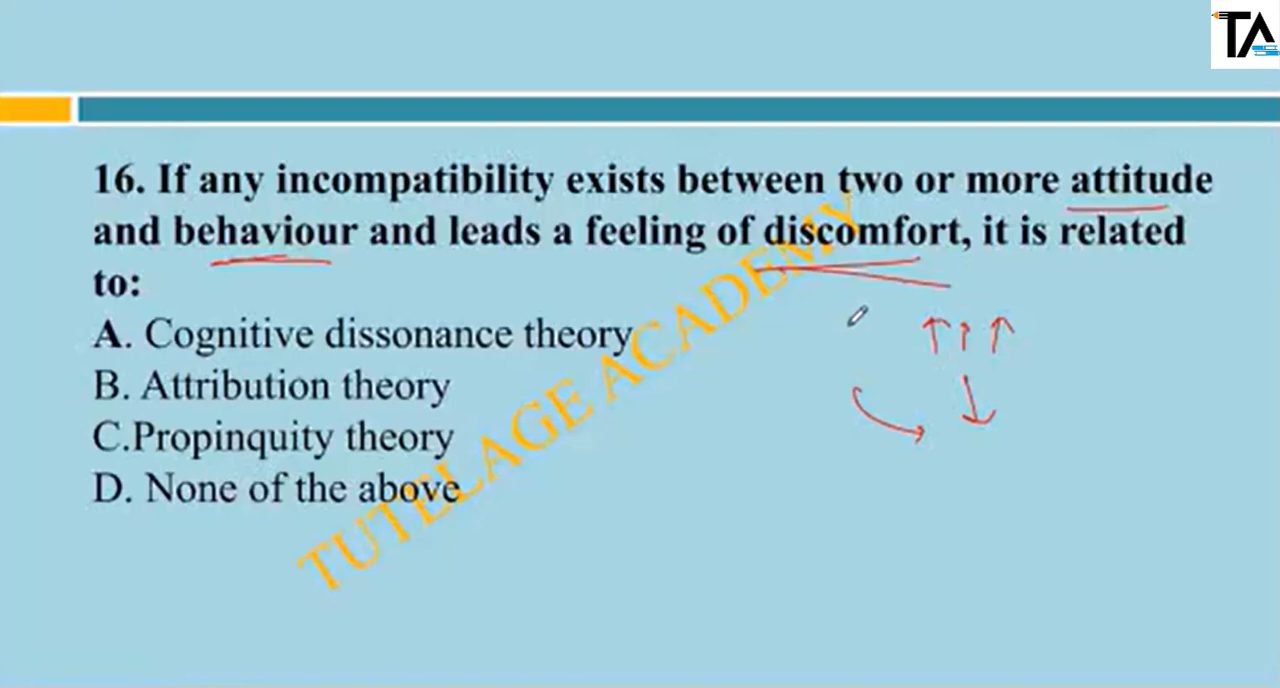 TA
16. If any incompatibility exists between two or more attitude
and behaviour and leads a feeling of discomfort, it is related
to:
A. Cognitive dissonance theory
B. Attribution theory
C.Propinquity theory
D. None of the above
TUTELAGE ACADEMY